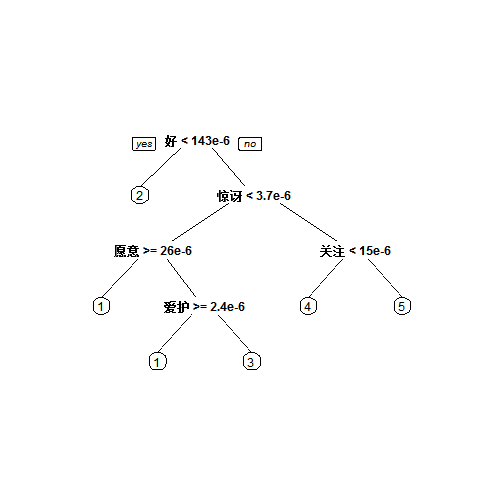 yes 好 < 143e-6 no
2 惊讶 < 3.7e-6
愿意 >= 26e-6 关注 < 15e-6
1 爱护 >= 2.4e-6 4 5
1 3